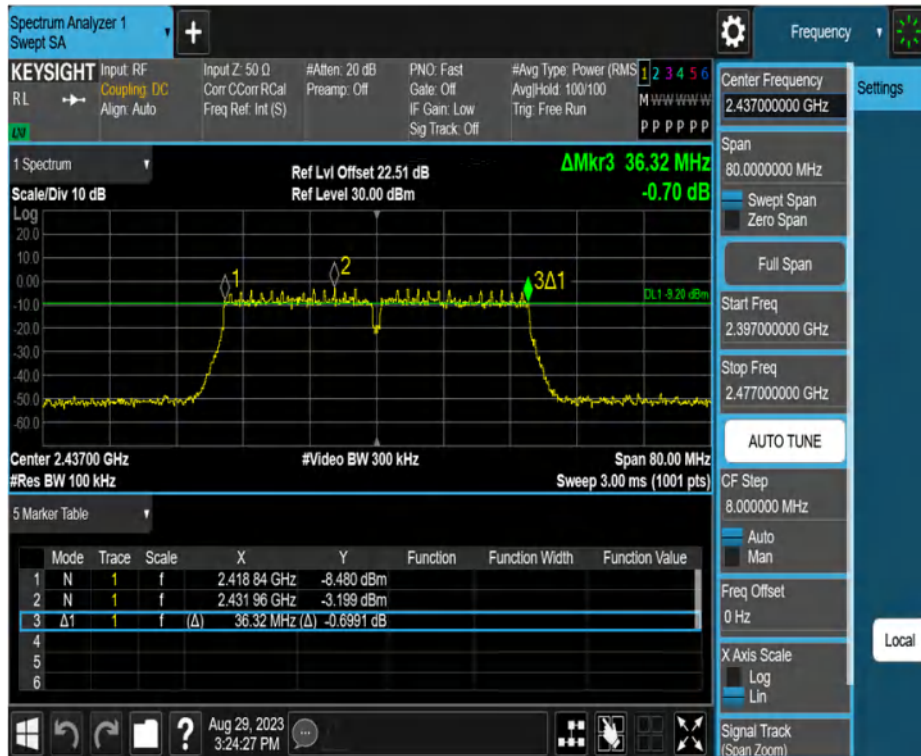 Spectrum Analyzer 1
Swept SA
Frequency
KEYSIGHT
RL
LNI
Input: RF
Coupling: DC
Align: Auto
Input Z: 50 Ω
Corr CCorr RCal
Freq Ref: Int (S)
#Atten: 20 dB
Preamp: Off
PNO: Fast
Gate: Off
IF Gain: Low
Sig Track: Off
#Avg Type: Power (RMS
Avg|Hold: 100/100
Trig: Free Run
1 2 3 4 5 6
M W W W W W
P P P P P P
1 Spectrum
Scale/Div 10 dB
Ref Lvl Offset 22.51 dB
Ref Level 30.00 dBm
ΔMkr3 36.32 MHz
-0.70 dB
Log
20.0
10.0
0.00
-10.0
-20.0
-30.0
-40.0
-50.0
-60.0
1
2
3Δ1
DL1 -9.20 dBm
Center 2.43700 GHz
#Res BW 100 kHz
#Video BW 300 kHz
Span 80.00 MHz
Sweep 3.00 ms (1001 pts)
5 Marker Table
Mode Trace Scale X Y Function Function Width Function Value
1 N 1 f 2.418 84 GHz -8.480 dBm
2 N 1 f 2.431 96 GHz -3.199 dBm
3 Δ1 1 f (Δ) 36.32 MHz (Δ) -0.6991 dB
4
5
6
Aug 29, 2023
3:24:27 PM
Center Frequency
2.437000000 GHz
Settings
Span
80.0000000 MHz
Swept Span
Zero Span
Full Span
Start Freq
2.397000000 GHz
Stop Freq
2.477000000 GHz
AUTO TUNE
CF Step
8.000000 MHz
Auto
Man
Freq Offset
0 Hz
Local
X Axis Scale
Log
Lin
Signal Track
(Span Zoom)